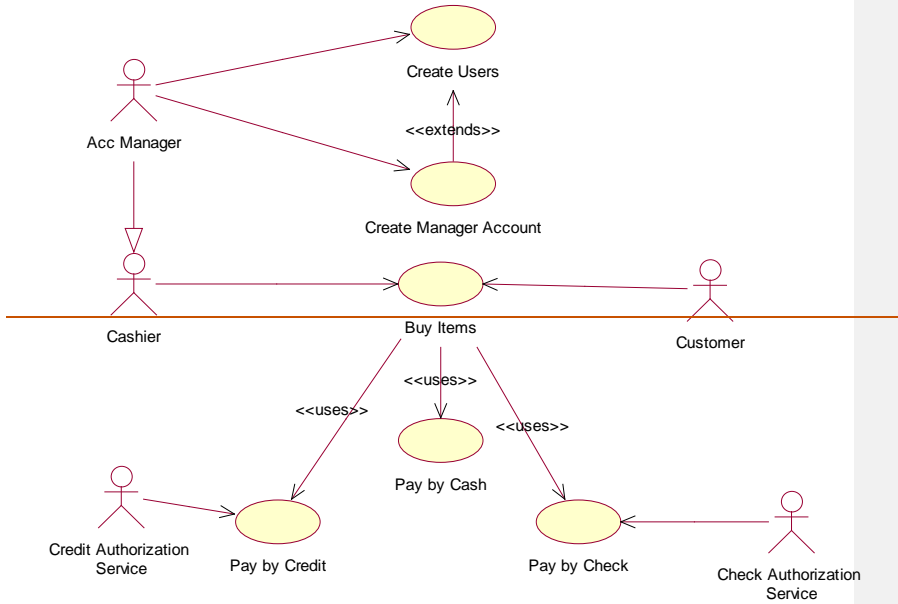 Create Users
Acc Manager
<<extends>>
Create Manager Account
Cashier
Buy Items
Customer
<<uses>>
<<uses>>
<<uses>>
Pay by Cash
Credit Authorization
Service
Pay by Credit
Pay by Check
Check Authorization
Service